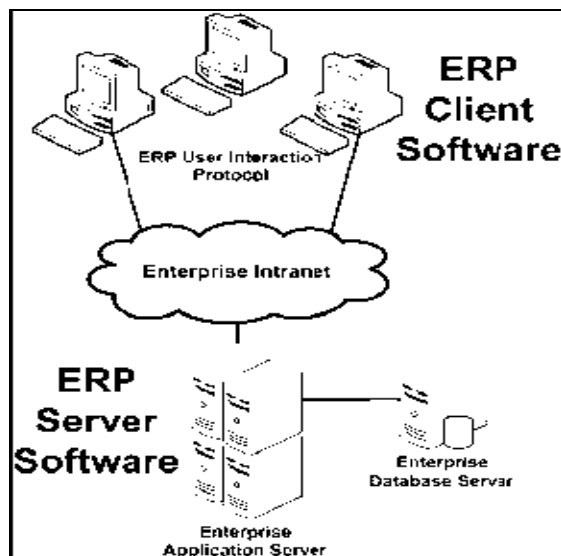 ERP
Client
Software
ERP User Interaction
Protocol
Enterprise Intranet
ERP
Server
Software
Enterprise
Database Server
Enterprise
Application Server